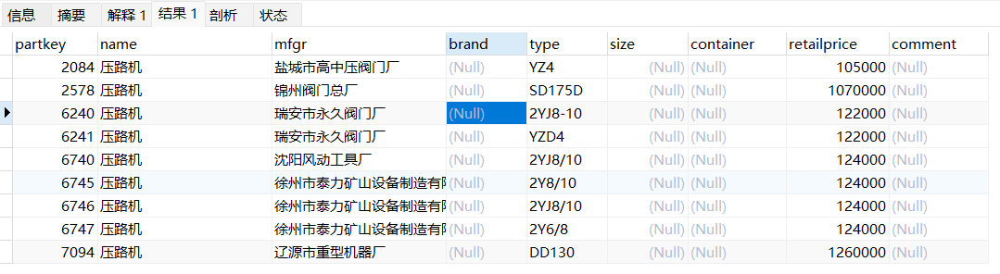 信息 摘要 解释 1 结果 1 剖析 状态
partkey name mfgr brand type size container retailprice comment
2084 压路机 盐城市高中压阀门厂 (Null) YZ4 (Null) (Null) 105000 (Null)
2578 压路机 锦州阀门总厂 (Null) SD175D (Null) (Null) 1070000 (Null)
6240 压路机 瑞安市永久阀门厂 (Null) 2YJ8-10 (Null) (Null) 122000 (Null)
6241 压路机 瑞安市永久阀门厂 (Null) YZD4 (Null) (Null) 122000 (Null)
6740 压路机 沈阳风动工具厂 (Null) 2YJ8/10 (Null) (Null) 124000 (Null)
6745 压路机 徐州市泰力矿山设备制造有 (Null) 2Y8/10 (Null) (Null) 124000 (Null)
6746 压路机 徐州市泰力矿山设备制造有 (Null) 2YJ8/10 (Null) (Null) 124000 (Null)
6747 压路机 徐州市泰力矿山设备制造有 (Null) 2Y6/8 (Null) (Null) 124000 (Null)
7094 压路机 辽源市重型机器厂 (Null) DD130 (Null) (Null) 1260000 (Null)